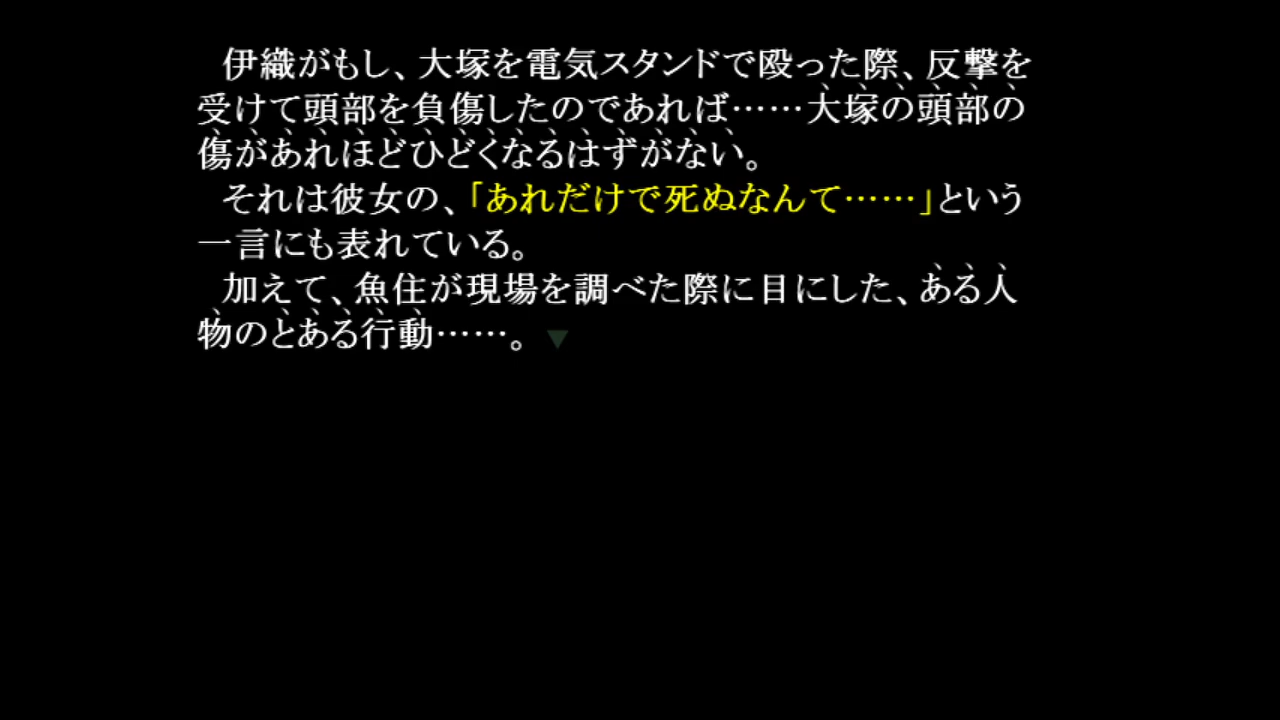 伊織がもし、大塚を電気スタンドで殴った際、反撃を
受けて頭部を負傷したのであれば……大塚の頭部の
傷があれほどひどくなるはずがない。
それは彼女の、「あれだけで死ぬなんて……」という
一言にも表れている。
加えて、魚住が現場を調べた際に目にした、ある人
物のとある行動……。